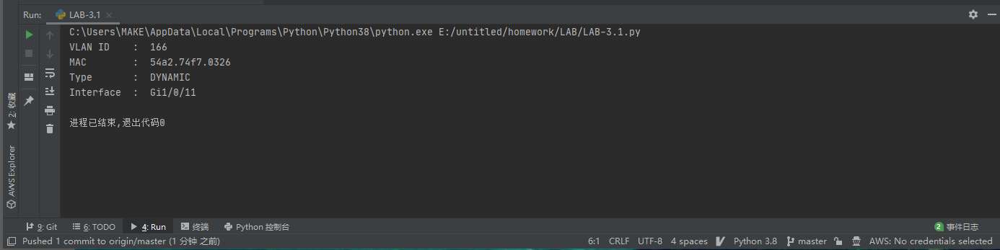 Run: LAB-3.1
C:\Users\MAKE\AppData\Local\Programs\Python\Python38\python.exe E:/untitled/homework/LAB/LAB-3.1.py
VLAN ID    :  166
MAC        :  54a2.74f7.0326
Type       :  DYNAMIC
Interface  :  Gi1/0/11
进程已结束,退出代码0
2: 收藏
AWS Explorer
9: Git 6: TODO 4: Run 终端 Python 控制台 2 事件日志
Pushed 1 commit to origin/master (1 分钟 之前) 6:1 CRLF UTF-8 4 spaces Python 3.8 master AWS: No credentials selected